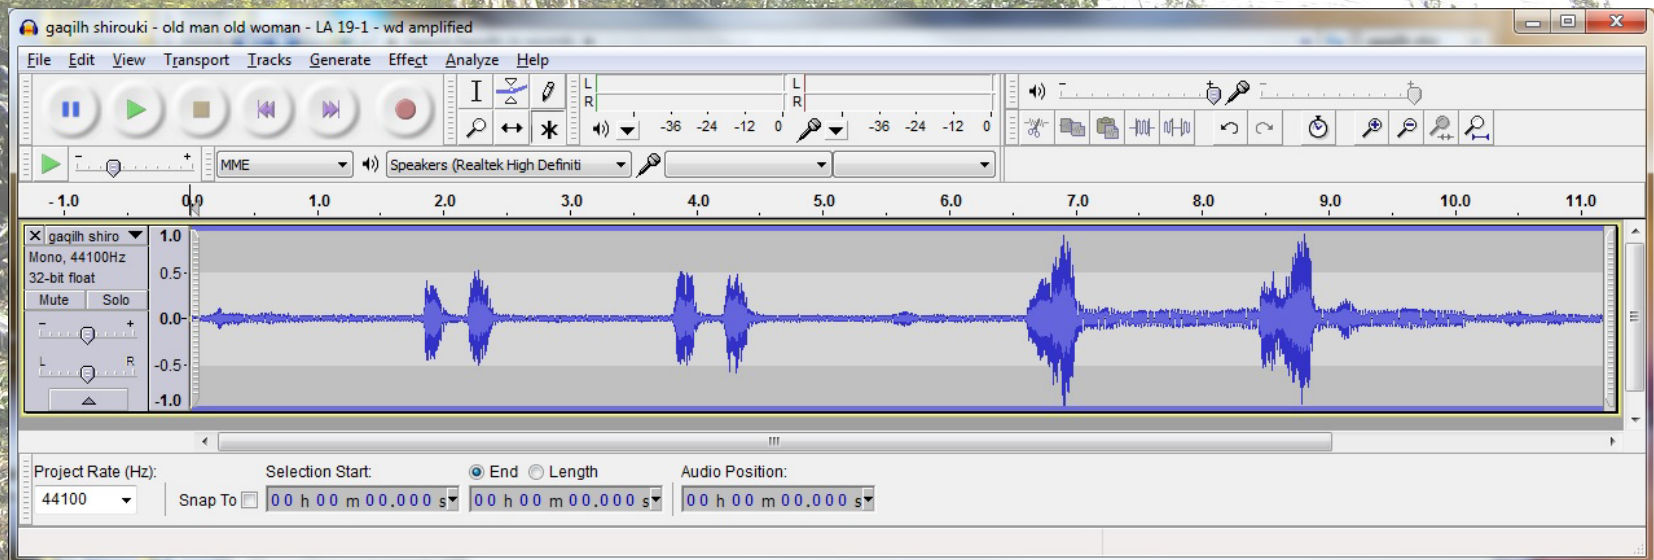 gaqilh shirouki - old man old woman - LA 19-1 - wd amplified
File Edit View Transport Tracks Generate Effect Analyze Help
L
R
-36 -24 -12 0
L
R
-36 -24 -12 0
MME
Speakers (Realtek High Definiti
- 1.0 0.0 1.0 2.0 3.0 4.0 5.0 6.0 7.0 8.0 9.0 10.0 11.0
gaqilh shiro
Mono, 44100Hz
32-bit float
Mute Solo
- +
L R
1.0
0.5-
0.0-
-0.5-
-1.0
Project Rate (Hz):
44100
Snap To
Selection Start:
00 h 00 m 00.000 s
End Length
00 h 00 m 00.000 s
Audio Position:
00 h 00 m 00.000 s